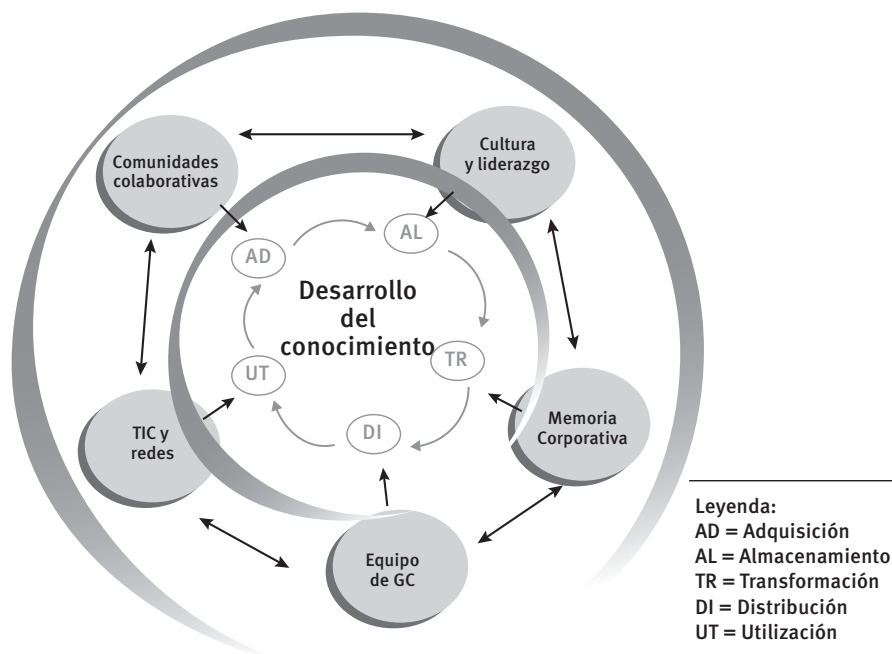 Comunidades
colaborativas
Cultura
y liderazgo
AL
AD
Desarrollo
del
conocimiento
TR
UT
DI
TIC y
redes
Memoria
Corporativa
Equipo
de GC
Leyenda:
AD = Adquisición
AL = Almacenamiento
TR = Transformación
DI = Distribución
UT = Utilización